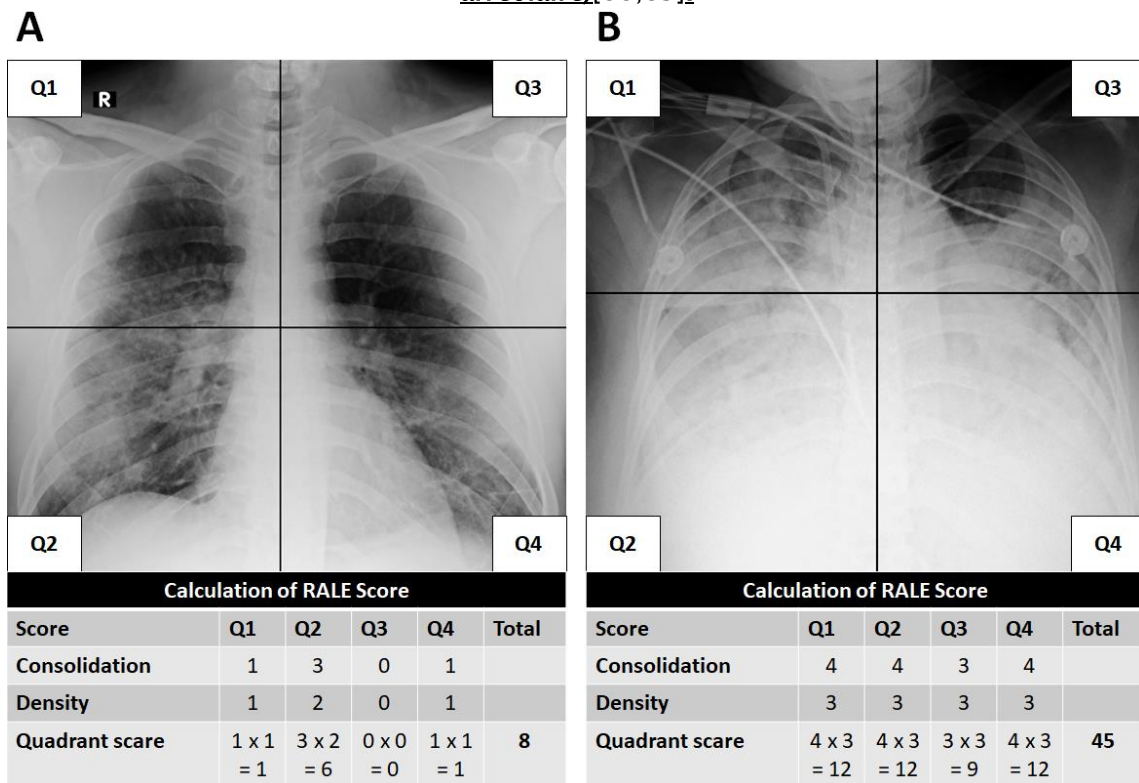 A
B
Q1
R
Q3
Q1
Q3
Q2
Q4
Q2
Q4
Calculation of RALE Score
Score Q1 Q2 Q3 Q4 Total
Consolidation 1 3 0 1
Density 1 2 0 1
Quadrant scare 1 x 1 3 x 2 0 x 0 1 x 1 8
= 1 = 6 = 0 = 1
Calculation of RALE Score
Score Q1 Q2 Q3 Q4 Total
Consolidation 4 4 3 4
Density 3 3 3 3
Quadrant scare 4 x 3 4 x 3 3 x 3 4 x 3 45
= 12 = 12 = 9 = 12